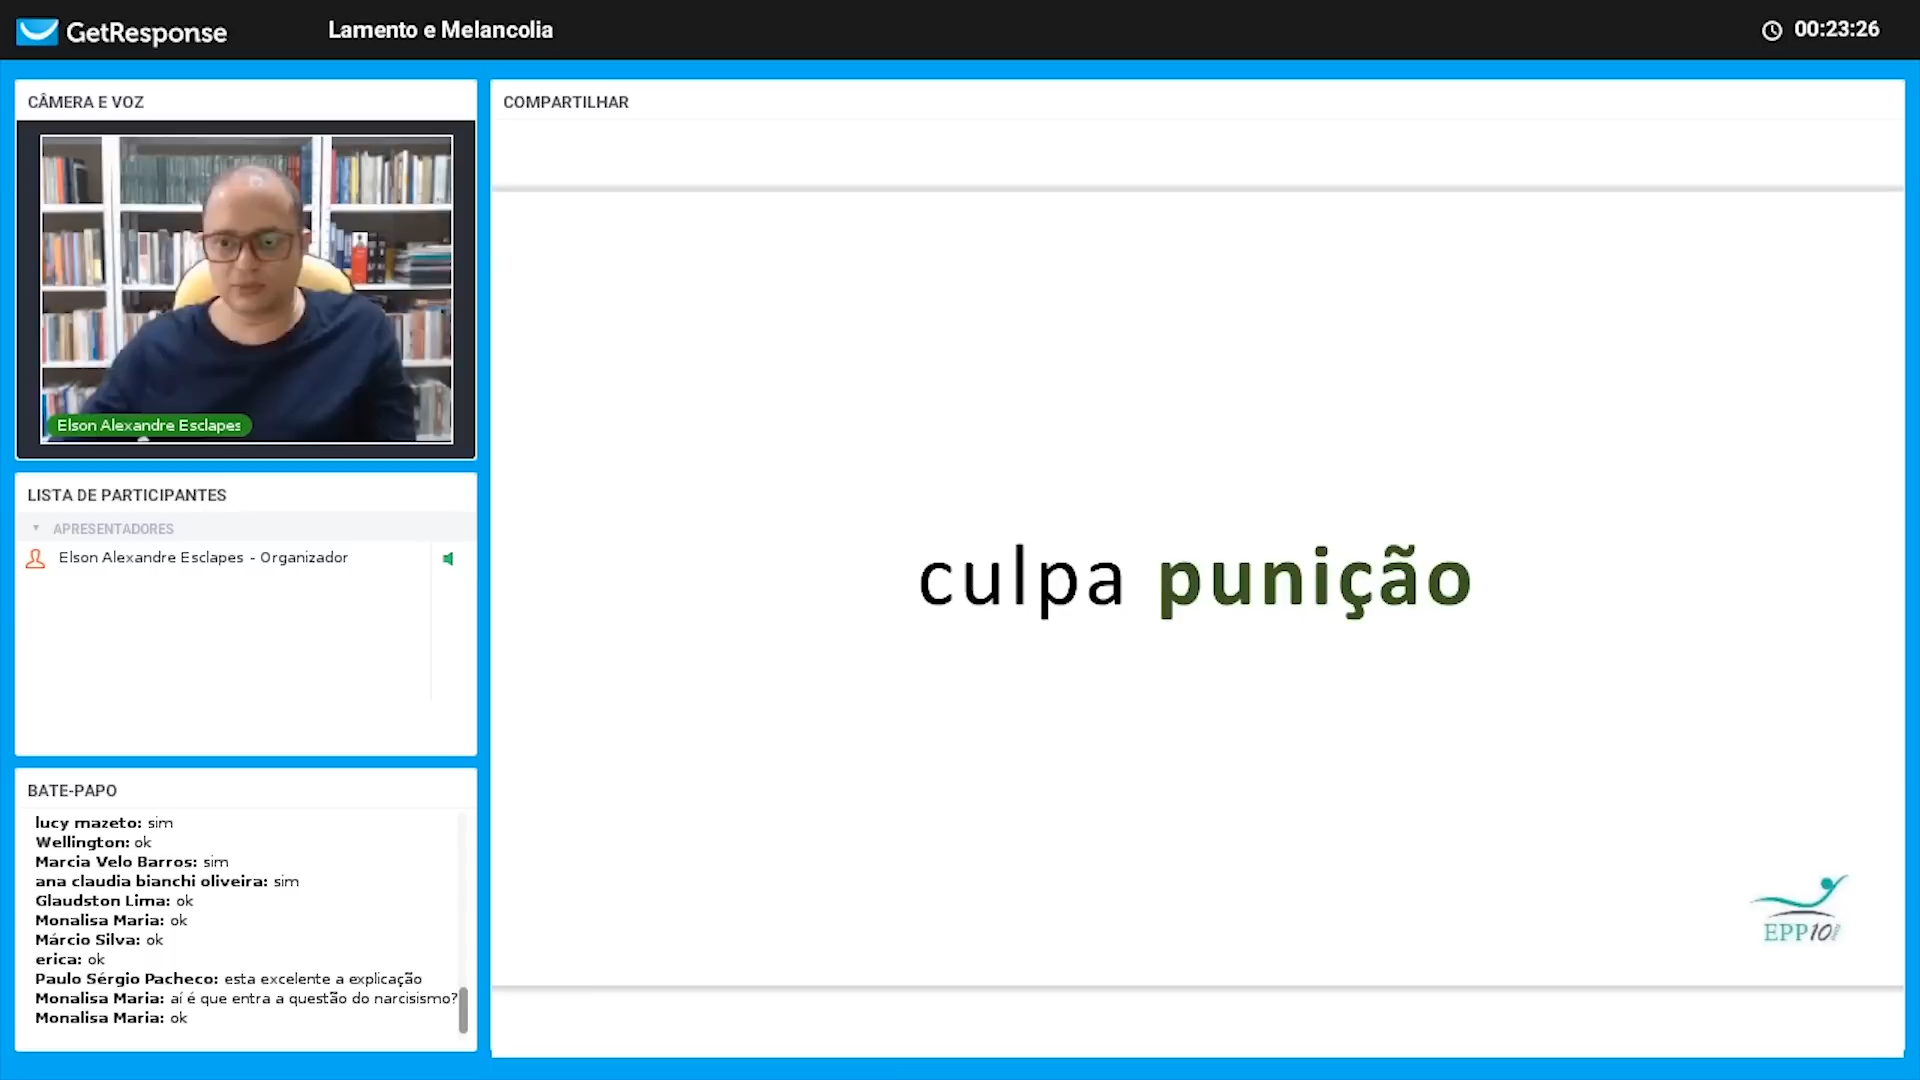 GetResponse
Lamento e Melancolia
00:23:26
CÂMERA E VOZ
Elson Alexandre Esclapes
LISTA DE PARTICIPANTES
APRESENTADORES
Elson Alexandre Esclapes - Organizador
BATE-PAPO
lucy mazeto: sim
Wellington: ok
Marcia Velo Barros: sim
ana claudia bianchi oliveira: sim
Glaudston Lima: ok
Monalisa Maria: ok
Márcio Silva: ok
erica: ok
Paulo Sérgio Pacheco: esta excelente a explicação
Monalisa Maria: aí é que entra a questão do narcisismo?
Monalisa Maria: ok
COMPARTILHAR
culpa punição
EPP10